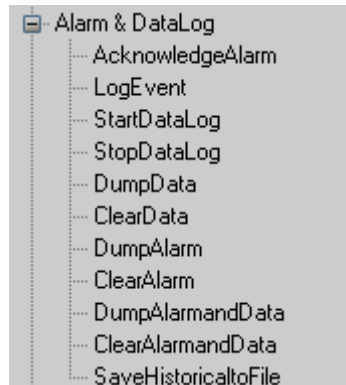 Alarm & DataLog
AcknowledgeAlarm
LogEvent
StartDataLog
StopDataLog
DumpData
ClearData
DumpAlarm
ClearAlarm
DumpAlarmandData
ClearAlarmandData
SaveHistoricaltoFile